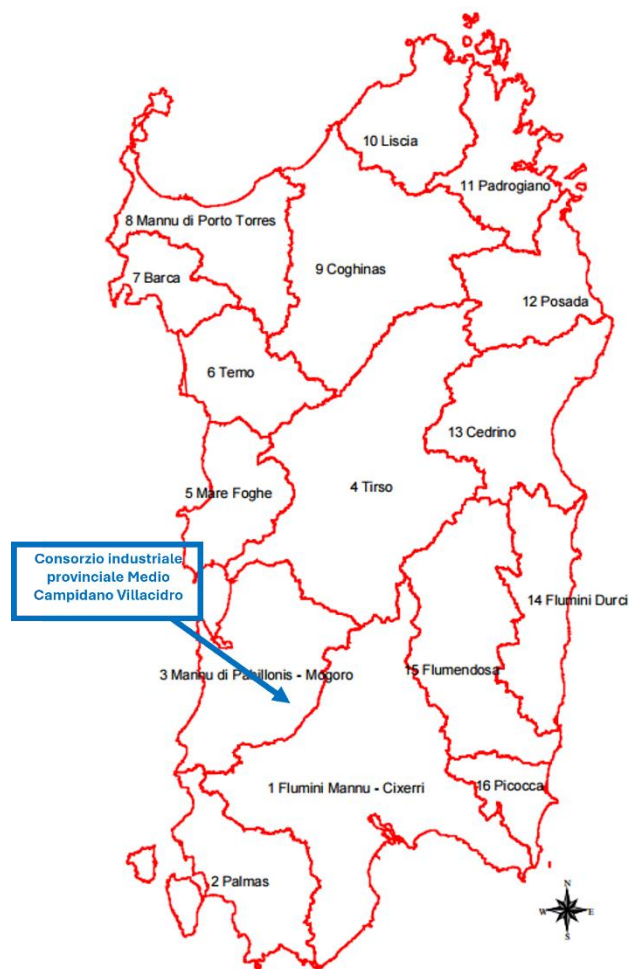 10 Liscia
11 Padrogiano
8 Mannu di Porto Torres
9 Coghinas
7 Barca
12 Posada
6 Temo
13 Cedrino
4 Tirso
5 Mare Foghe
Consorzio industriale
provinciale Medio
Campidano Villacidro
14 Flumini Durci
3 Mannu di Pabillonis - Mogoro
15 Flumendosa
16 Picocca
1 Flumini Mannu - Cixerri
2 Palmas
N
W E
S